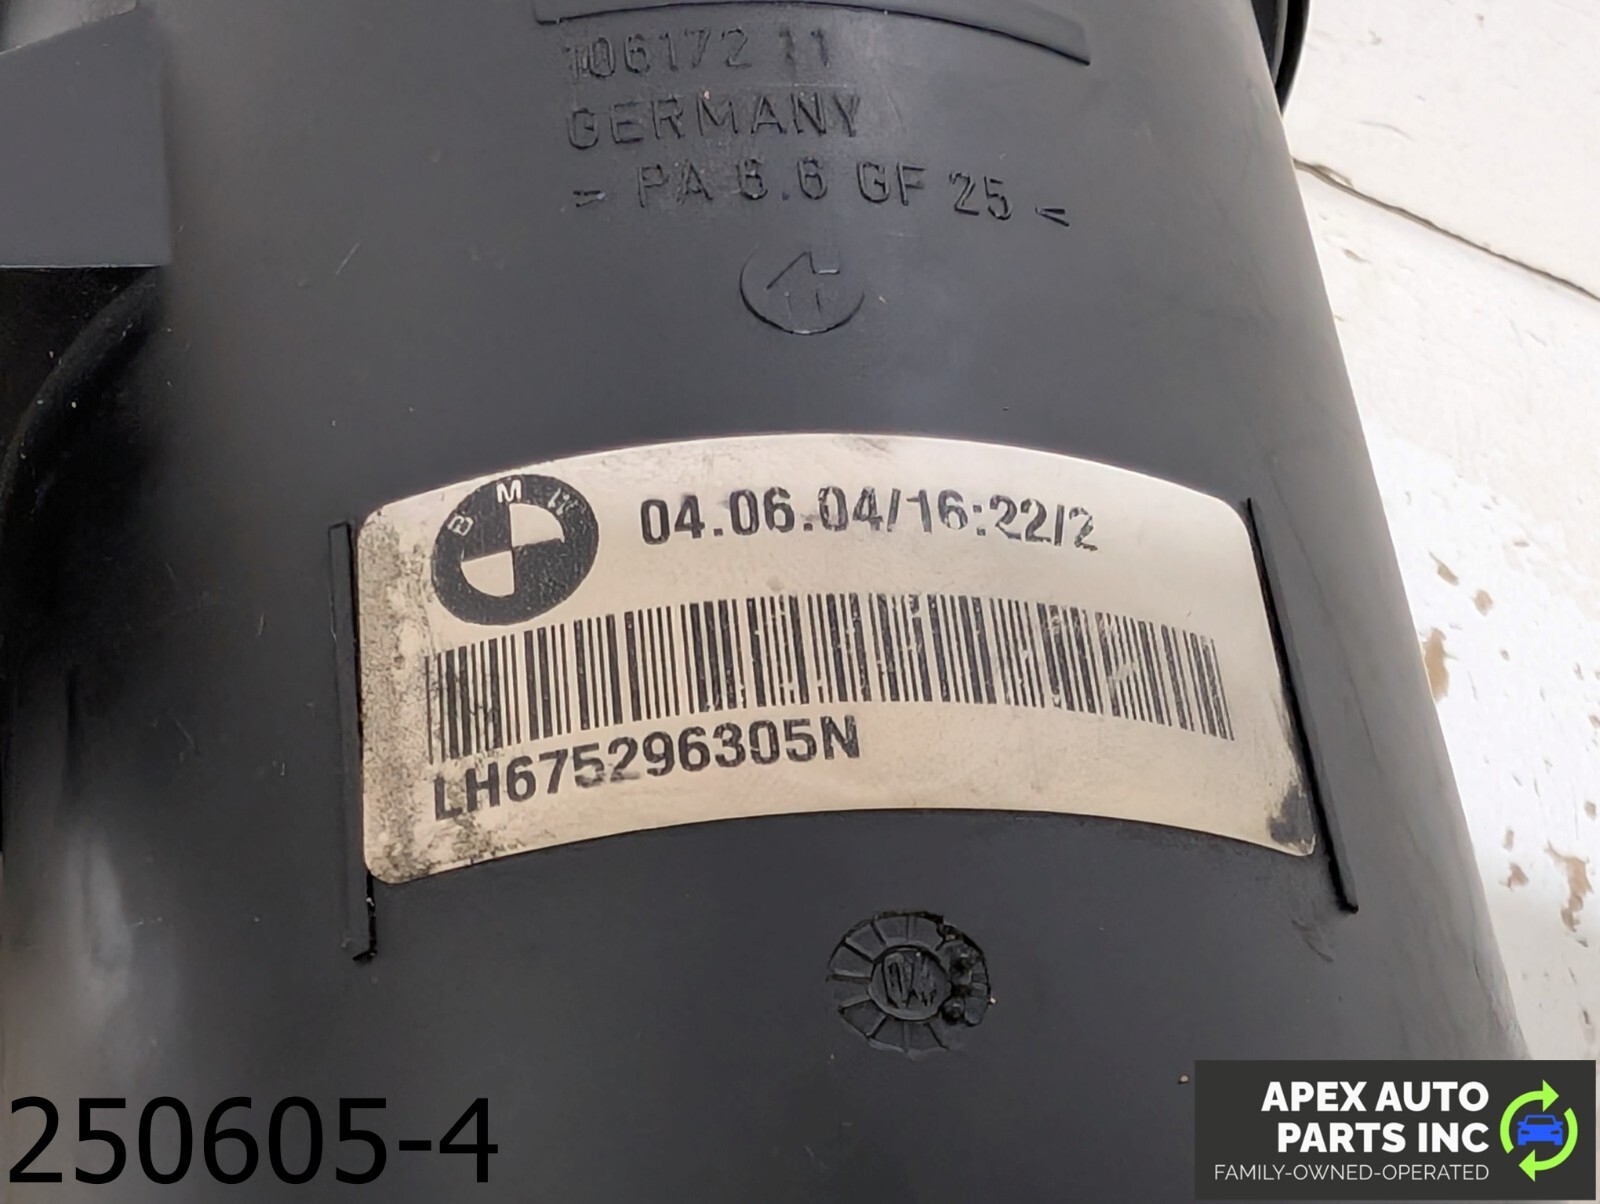 106172 11
GERMANY
> PA 6.6 GF 25 <
BMW
04.06.04/16:22/2
LH675296305N
04
250605-4
APEX AUTO
PARTS INC
FAMILY-OWNED-OPERATED